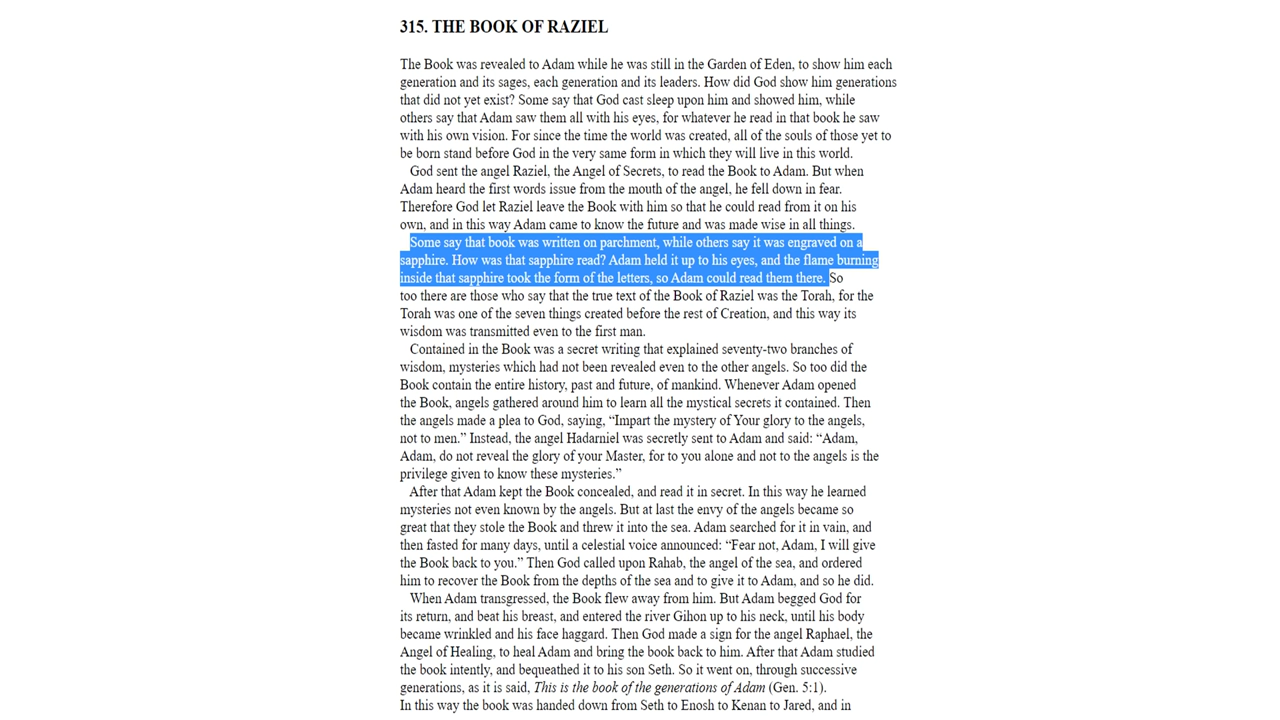 315. THE BOOK OF RAZIEL
The Book was revealed to Adam while he was still in the Garden of Eden, to show him each
generation and its sages, each generation and its leaders. How did God show him generations
that did not yet exist? Some say that God cast sleep upon him and showed him, while
others say that Adam saw them all with his eyes, for whatever he read in that book he saw
with his own vision. For since the time the world was created, all of the souls of those yet to
be born stand before God in the very same form in which they will live in this world.
God sent the angel Raziel, the Angel of Secrets, to read the Book to Adam. But when
Adam heard the first words issue from the mouth of the angel, he fell down in fear.
Therefore God let Raziel leave the Book with him so that he could read from it on his
own, and in this way Adam came to know the future and was made wise in all things.
Some say that book was written on parchment, while others say it was engraved on a
sapphire. How was that sapphire read? Adam held it up to his eyes, and the flame burning
inside that sapphire took the form of the letters, so Adam could read them there. So
too there are those who say that the true text of the Book of Raziel was the Torah, for the
Torah was one of the seven things created before the rest of Creation, and this way its
wisdom was transmitted even to the first man.
Contained in the Book was a secret writing that explained seventy-two branches of
wisdom, mysteries which had not been revealed even to the other angels. So too did the
Book contain the entire history, past and future, of mankind. Whenever Adam opened
the Book, angels gathered around him to learn all the mystical secrets it contained. Then
the angels made a plea to God, saying, “Impart the mystery of Your glory to the angels,
not to men.” Instead, the angel Hadarniel was secretly sent to Adam and said: “Adam,
Adam, do not reveal the glory of your Master, for to you alone and not to the angels is the
privilege given to know these mysteries.”
After that Adam kept the Book concealed, and read it in secret. In this way he learned
mysteries not even known by the angels. But at last the envy of the angels became so
great that they stole the Book and threw it into the sea. Adam searched for it in vain, and
then fasted for many days, until a celestial voice announced: “Fear not, Adam, I will give
the Book back to you.” Then God called upon Rahab, the angel of the sea, and ordered
him to recover the Book from the depths of the sea and to give it to Adam, and so he did.
When Adam transgressed, the Book flew away from him. But Adam begged God for
its return, and beat his breast, and entered the river Gihon up to his neck, until his body
became wrinkled and his face haggard. Then God made a sign for the angel Raphael, the
Angel of Healing, to heal Adam and bring the book back to him. After that Adam studied
the book intently, and bequeathed it to his son Seth. So it went on, through successive
generations, as it is said, This is the book of the generations of Adam (Gen. 5:1).
In this way the book was handed down from Seth to Enosh to Kenan to Jared, and in